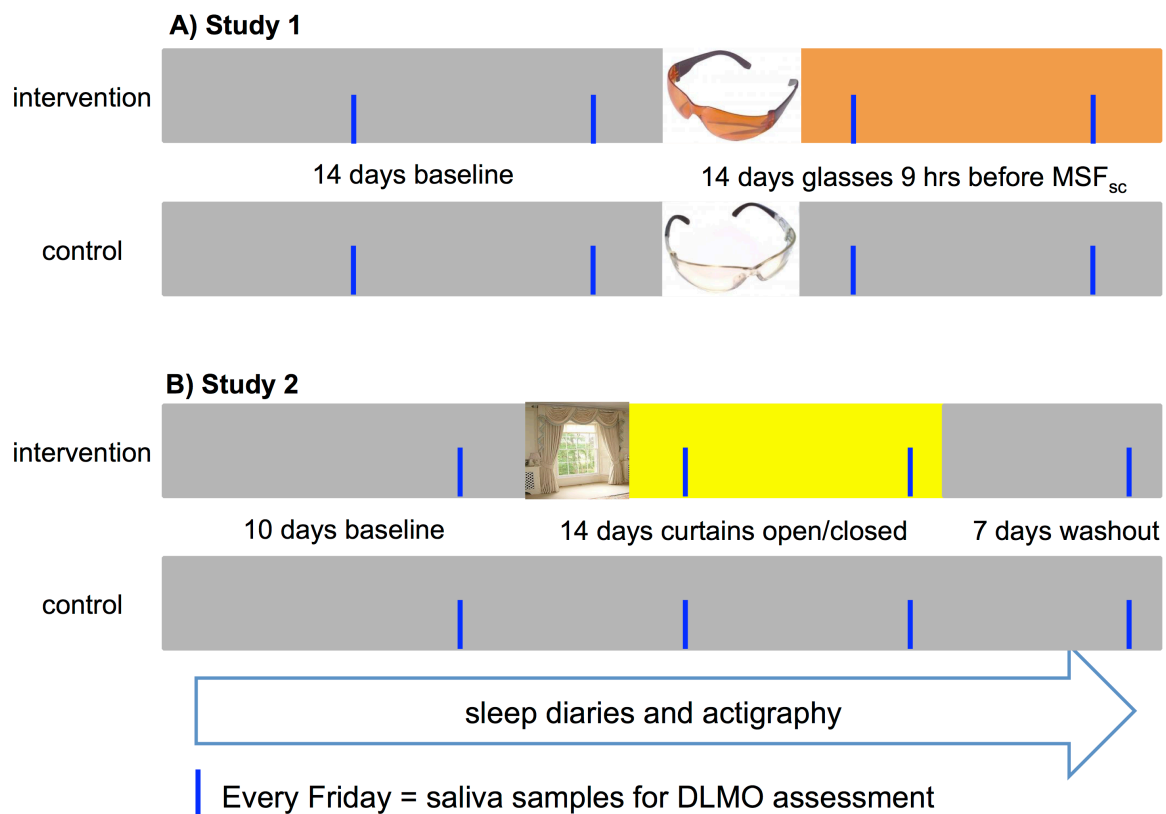 A) Study 1
intervention
14 days baseline
14 days glasses 9 hrs before MSFsc
control
B) Study 2
intervention
10 days baseline
14 days curtains open/closed
7 days washout
control
sleep diaries and actigraphy
Every Friday = saliva samples for DLMO assessment